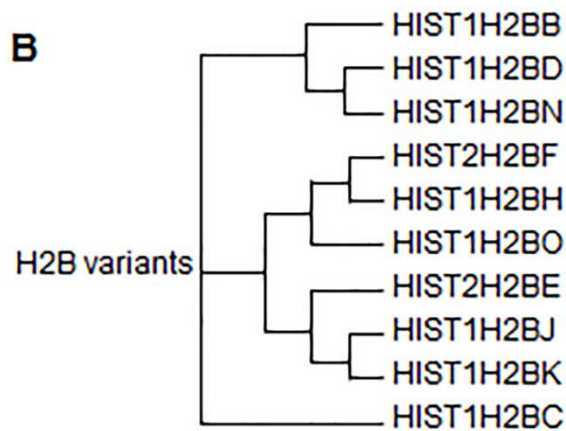 B
HIST1H2BB
HIST1H2BD
HIST1H2BN
HIST2H2BF
HIST1H2BH
HIST1H2BO
H2B variants
HIST2H2BE
HIST1H2BJ
HIST1H2BK
HIST1H2BC